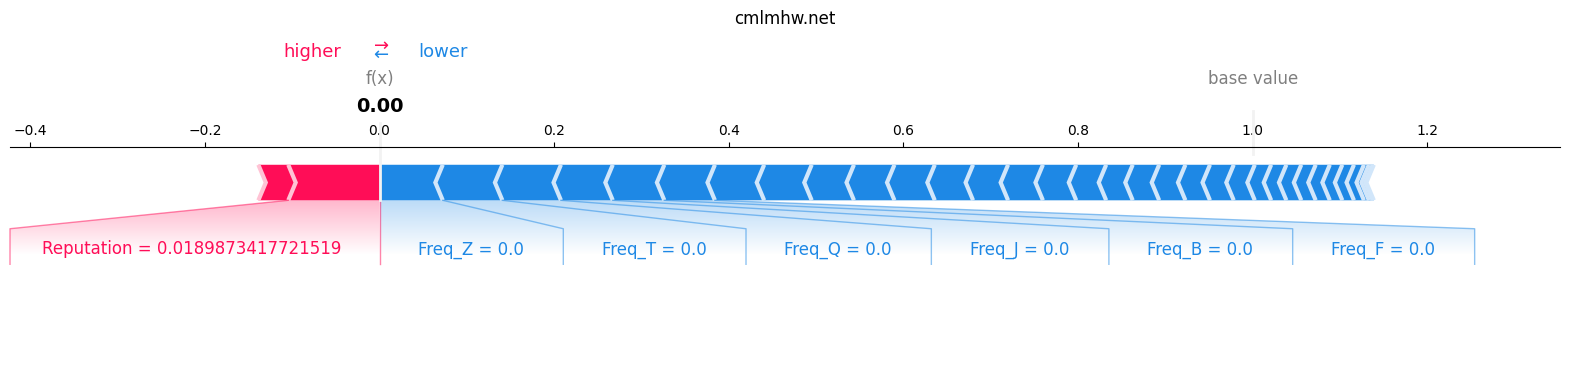 cmlmhw.net
higher → ← lower
f(x)
base value
0.00
−0.4 −0.2 0.0 0.2 0.4 0.6 0.8 1.0 1.2
Reputation = 0.0189873417721519 Freq_Z = 0.0 Freq_T = 0.0 Freq_Q = 0.0 Freq_J = 0.0 Freq_B = 0.0 Freq_F = 0.0